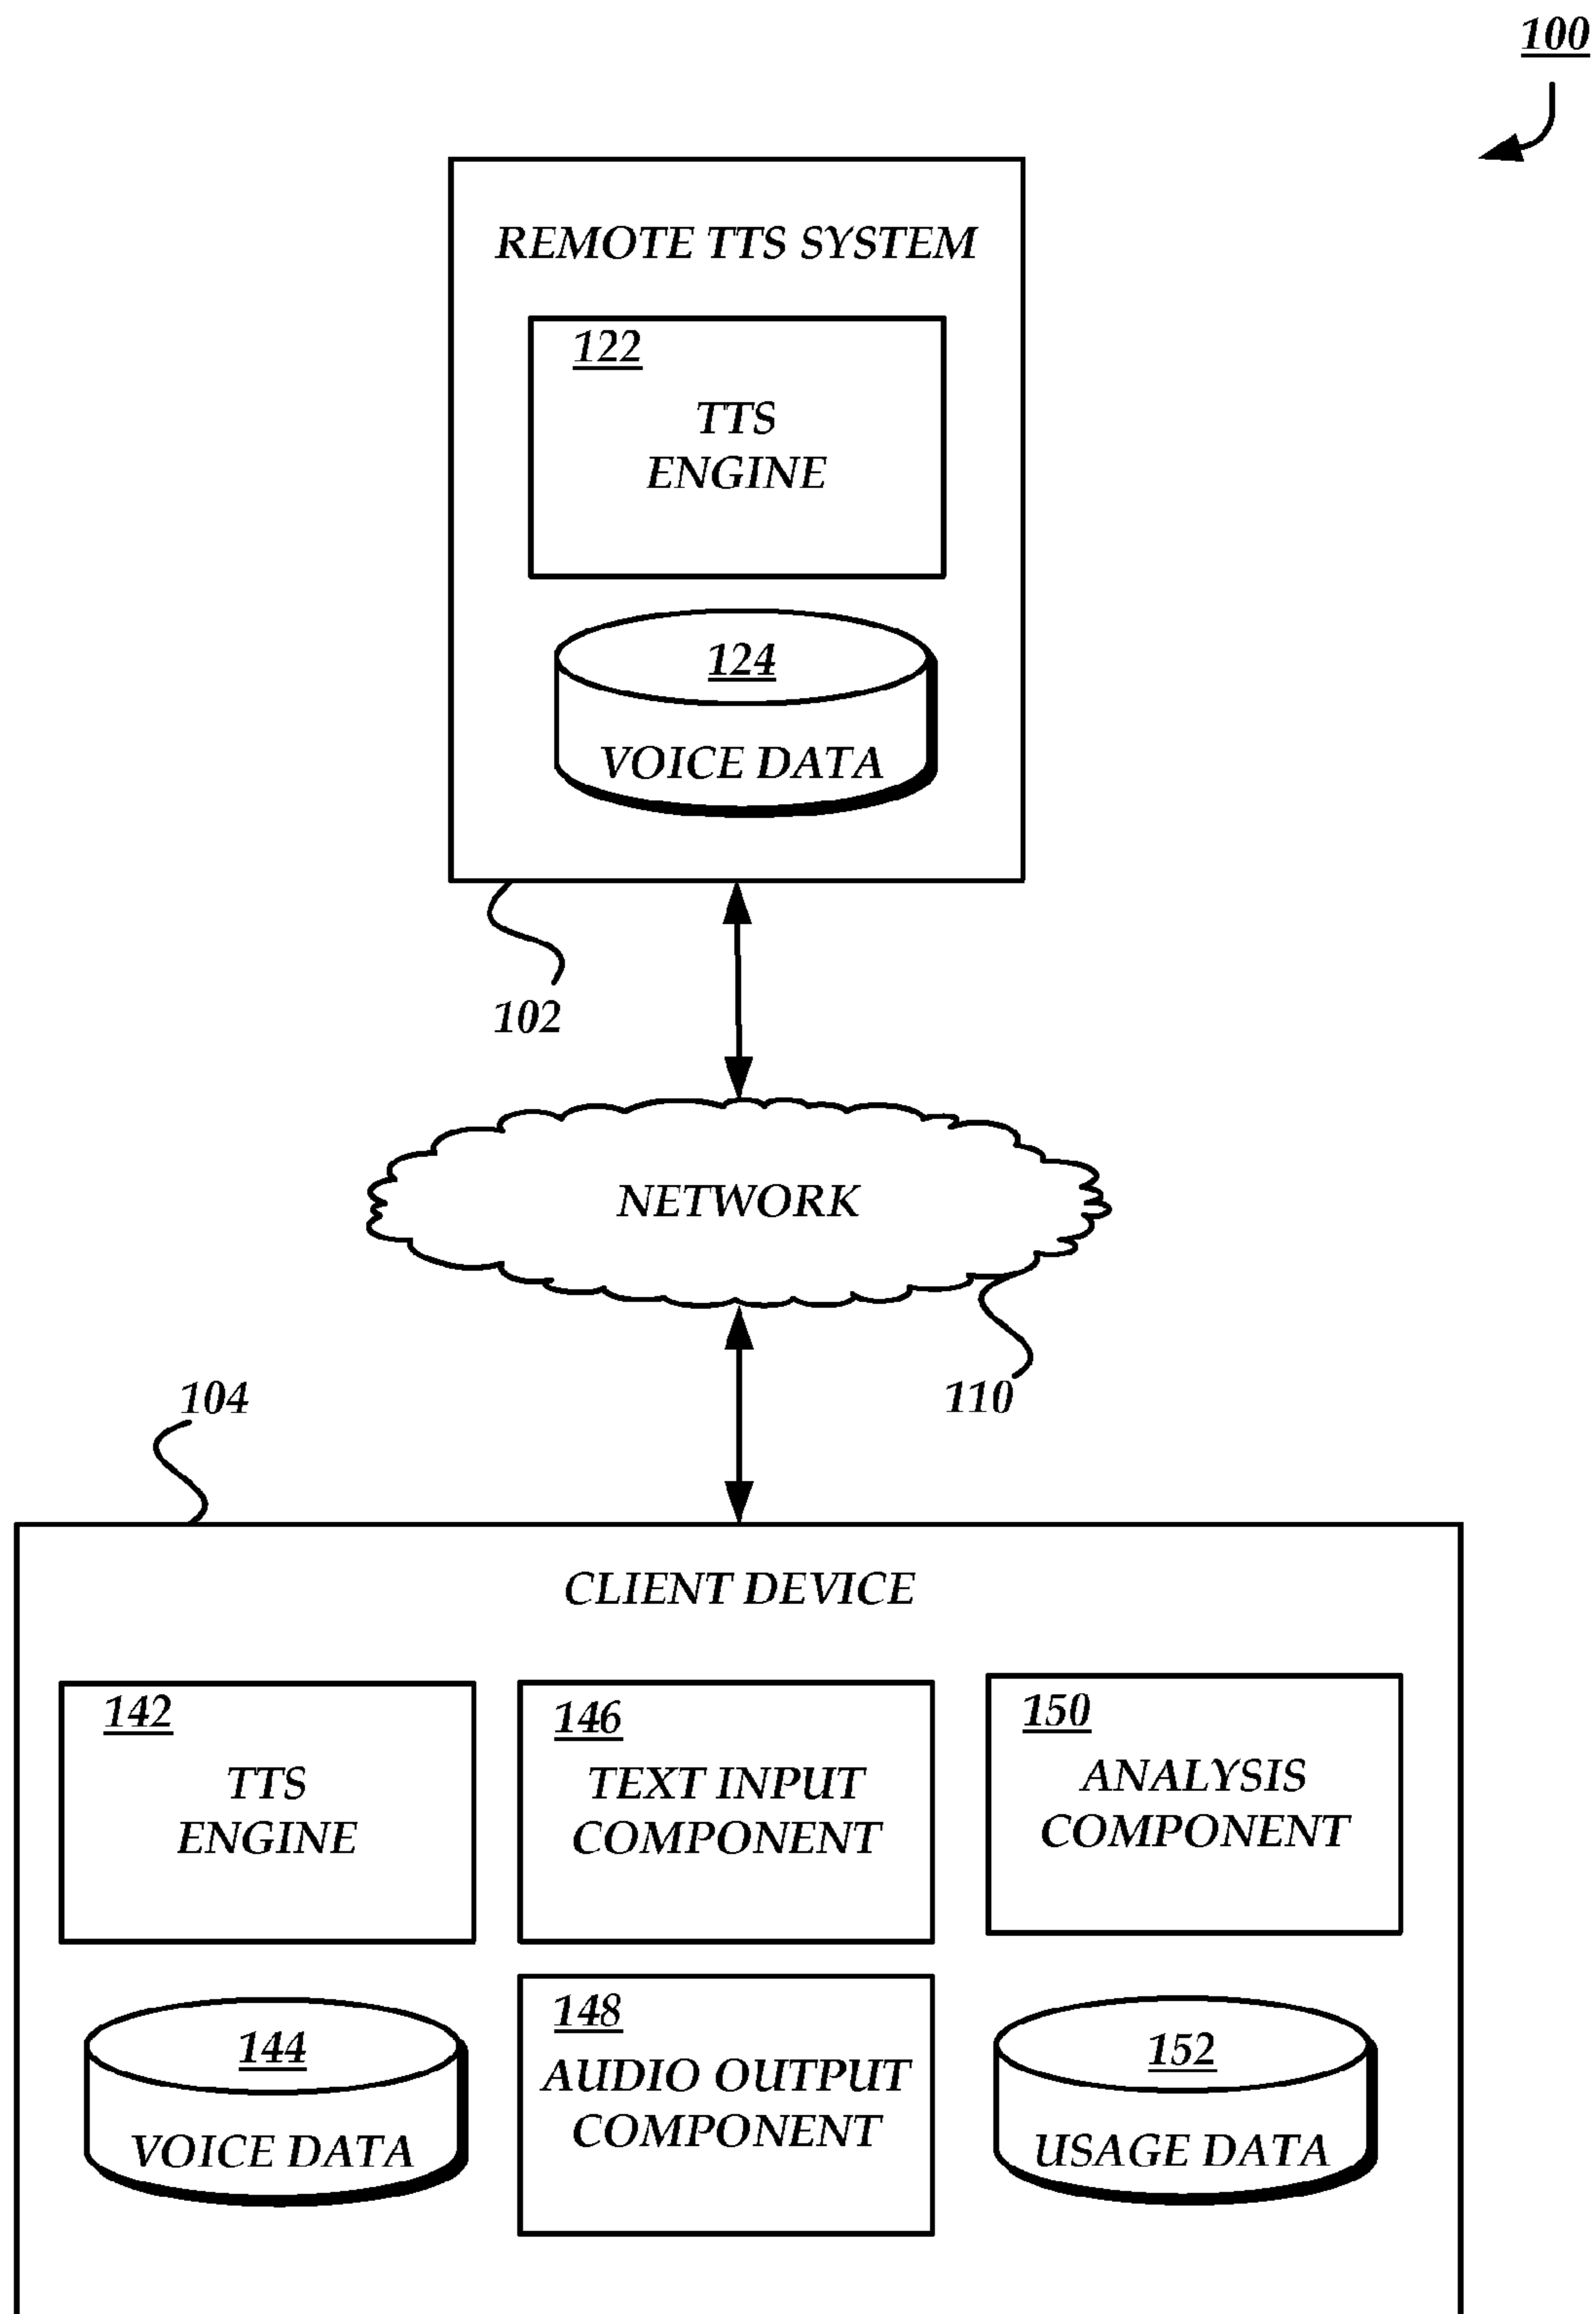 100
REMOTE TTS SYSTEM
122
TTS
ENGINE
124
VOICE DATA
102
NETWORK
110
104
CLIENT DEVICE
142
TTS
ENGINE
146
TEXT INPUT
COMPONENT
150
ANALYSIS
COMPONENT
144
VOICE DATA
148
AUDIO OUTPUT
COMPONENT
152
USAGE DATA